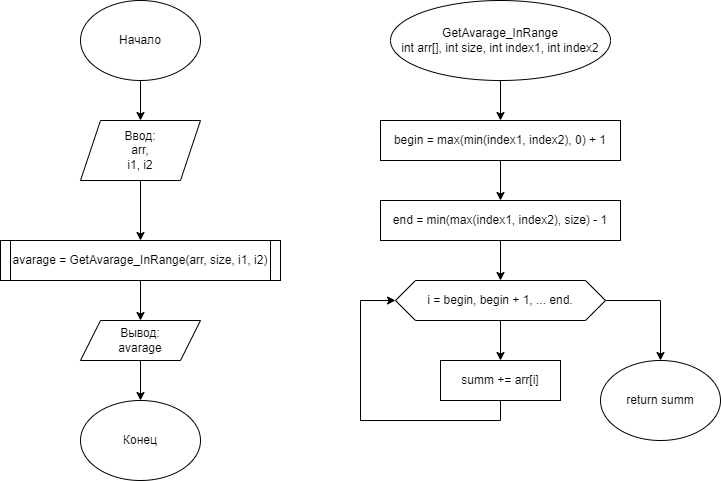 Начало
Ввод:
arr,
i1, i2
avarage = GetAvarage_InRange(arr, size, i1, i2)
Вывод:
avarage
Конец
GetAvarage_InRange
int arr[], int size, int index1, int index2
begin = max(min(index1, index2), 0) + 1
end = min(max(index1, index2), size) - 1
i = begin, begin + 1, ... end.
summ += arr[i]
return summ